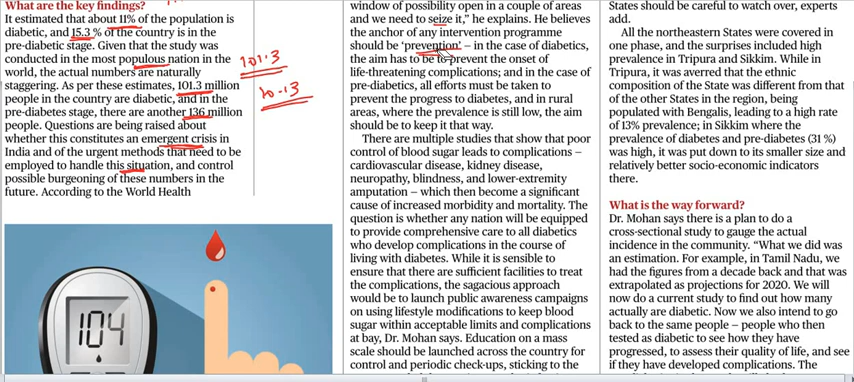 What are the key findings?
It estimated that about 11% of the population is
diabetic, and 15.3 % of the country is in the
pre-diabetic stage. Given that the study was
conducted in the most populous nation in the
world, the actual numbers are naturally
staggering. As per these estimates, 101.3 million
people in the country are diabetic, and in the
pre-diabetes stage, there are another 136 million
people. Questions are being raised about
whether this constitutes an emergent crisis in
India and of the urgent methods that need to be
employed to handle this situation, and control
possible burgeoning of these numbers in the
future. According to the World Health
101.3
10.13
104
window of possibility open in a couple of areas
and we need to seize it,” he explains. He believes
the anchor of any intervention programme
should be ‘prevention’ – in the case of diabetes,
the aim has to be to prevent the onset of
life-threatening complications; and in the case of
pre-diabetics, all efforts must be taken to
prevent the progress to diabetes, and in rural
areas, where the prevalence is still low, the aim
should be to keep it that way.
There are multiple studies that show that poor
control of blood sugar leads to complications –
cardiovascular disease, kidney disease,
neuropathy, blindness, and lower-extremity
amputation – which then become a significant
cause of increased morbidity and mortality. The
question is whether any nation will be equipped
to provide comprehensive care to all diabetics
who develop complications in the course of
living with diabetes. While it is sensible to
ensure that there are sufficient facilities to treat
the complications, the sagacious approach
would be to launch public awareness campaigns
on using lifestyle modifications to keep blood
sugar within acceptable limits and complications
at bay, Dr. Mohan says. Education on a mass
scale should be launched across the country for
control and periodic check-ups, sticking to the
States should be careful to watch over, experts
add.
All the northeastern States were covered in
one phase, and the surprises included high
prevalence in Tripura and Sikkim. While in
Tripura, it was averred that the ethnic
composition of the State was different from that
of the other States in the region, being
populated with Bengalis, leading to a high rate
of 13% prevalence; in Sikkim where the
prevalence of diabetes and pre-diabetes (31 %)
was high, it was put down to its smaller size and
relatively better socio-economic indicators
there.
What is the way forward?
Dr. Mohan says there is a plan to do a
cross-sectional study to gauge the actual
incidence in the community. “What we did was
an estimation. For example, in Tamil Nadu, we
had the figures from a decade back and that was
extrapolated as projections for 2020. We will
now do a current study to find out how many
actually are diabetic. Now we also intend to go
back to the same people – people who then
tested as diabetic to see how they have
progressed, to assess their quality of life, and see
if they have developed complications. The